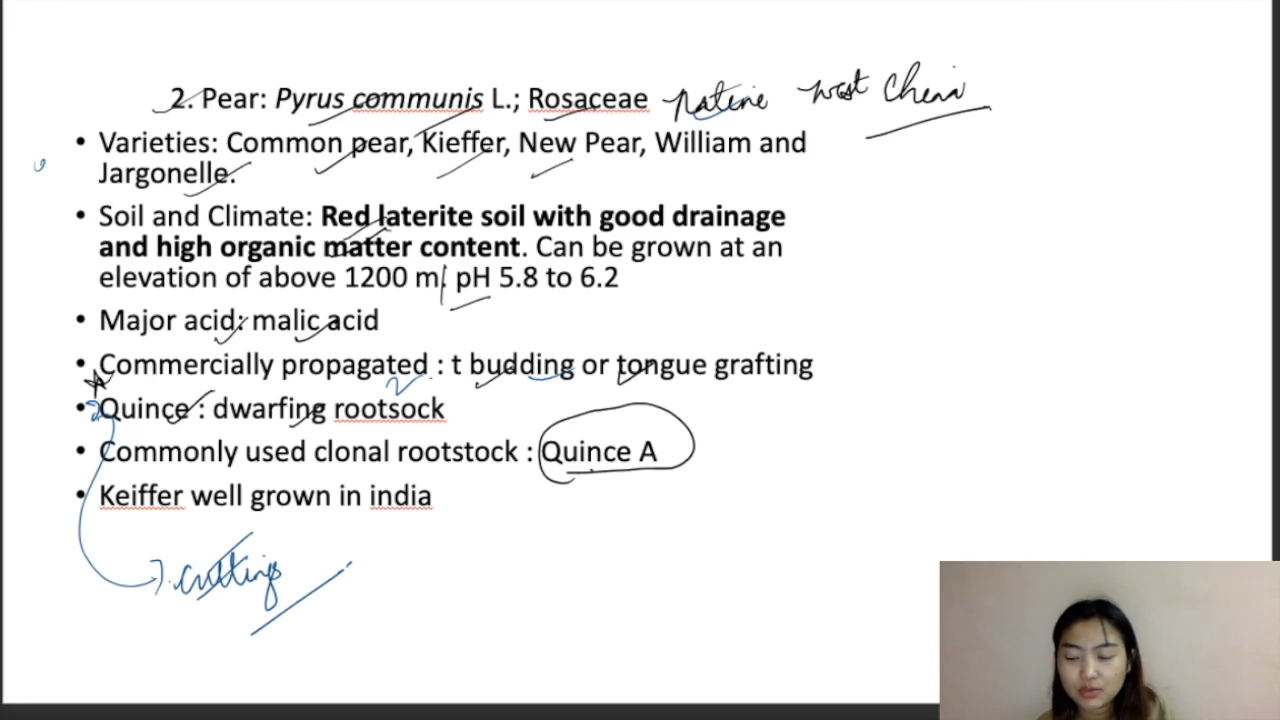 2. Pear: Pyrus communis L.; Rosaceae native west China
• Varieties: Common pear, Kieffer, New Pear, William and
Jargonelle.
• Soil and Climate: Red laterite soil with good drainage
and high organic matter content. Can be grown at an
elevation of above 1200 m. pH 5.8 to 6.2
• Major acid: malic acid
• Commercially propagated : t budding or tongue grafting
• Quince : dwarfing rootsock
• Commonly used clonal rootstock : Quince A
• Keiffer well grown in india
cuttings